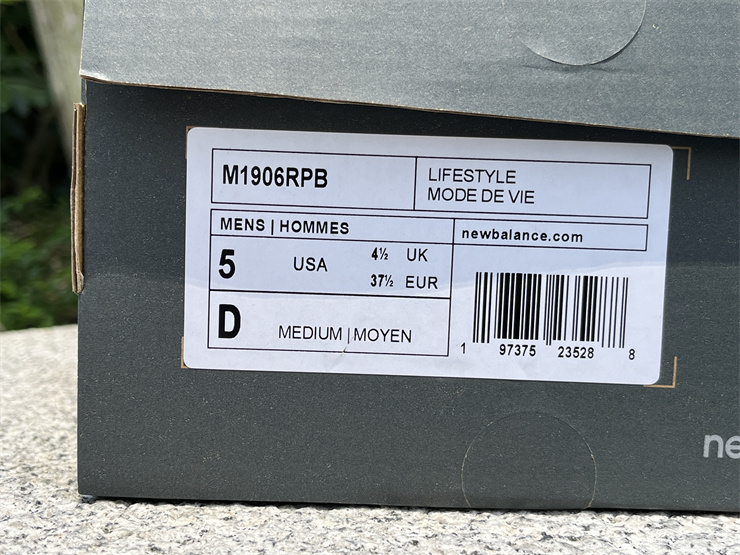 M1906RPB
LIFESTYLE
MODE DE VIE
MENS | HOMMES
newbalance.com
5 USA 4½ UK
37½ EUR
D MEDIUM | MOYEN
1 97375 23528 8
ne